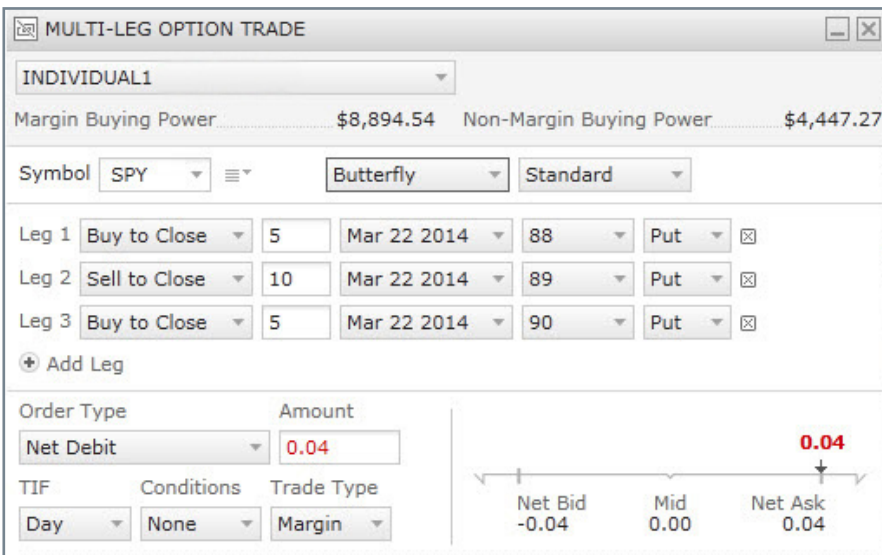 MULTI-LEG OPTION TRADE
INDIVIDUAL1
Margin Buying Power $8,894.54 Non-Margin Buying Power $4,447.27
Symbol SPY Butterfly Standard
Leg 1 Buy to Close 5 Mar 22 2014 88 Put
Leg 2 Sell to Close 10 Mar 22 2014 89 Put
Leg 3 Buy to Close 5 Mar 22 2014 90 Put
Add Leg
Order Type Amount
Net Debit 0.04
0.04
TIF Conditions Trade Type
Day None Margin
Net Bid Mid Net Ask
-0.04 0.00 0.04